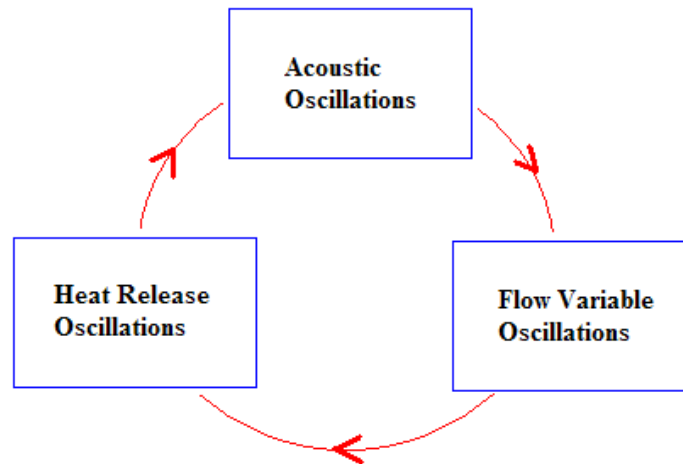 Acoustic
Oscillations
Heat Release
Oscillations
Flow Variable
Oscillations